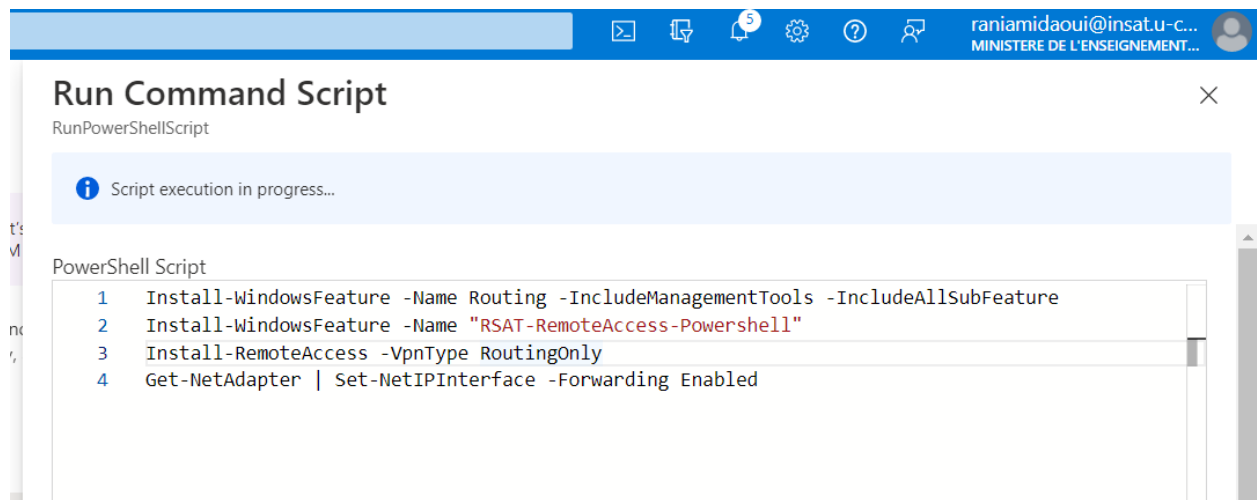 5
raniamidaoui@insat.u-c...
MINISTERE DE L'ENSEIGNEMENT...
Run Command Script
RunPowerShellScript
Script execution in progress...
t's
M
PowerShell Script
1 Install-WindowsFeature -Name Routing -IncludeManagementTools -IncludeAllSubFeature
2 Install-WindowsFeature -Name "RSAT-RemoteAccess-Powershell"
3 Install-RemoteAccess -VpnType RoutingOnly
4 Get-NetAdapter | Set-NetIPInterface -Forwarding Enabled